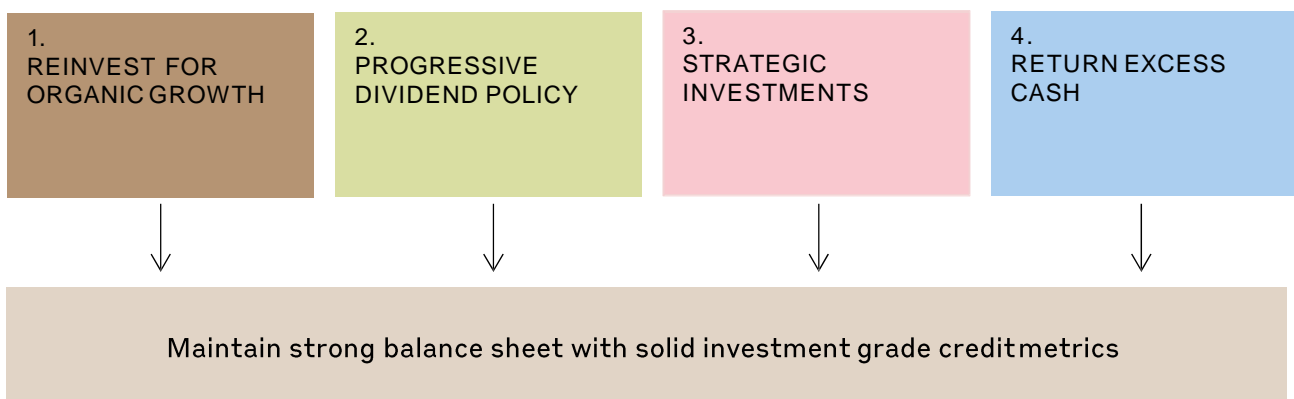 1.
REINVEST FOR
ORGANIC GROWTH
2.
PROGRESSIVE
DIVIDEND POLICY
3.
STRATEGIC
INVESTMENTS
4.
RETURN EXCESS
CASH
Maintain strong balance sheet with solid investment grade credit metrics